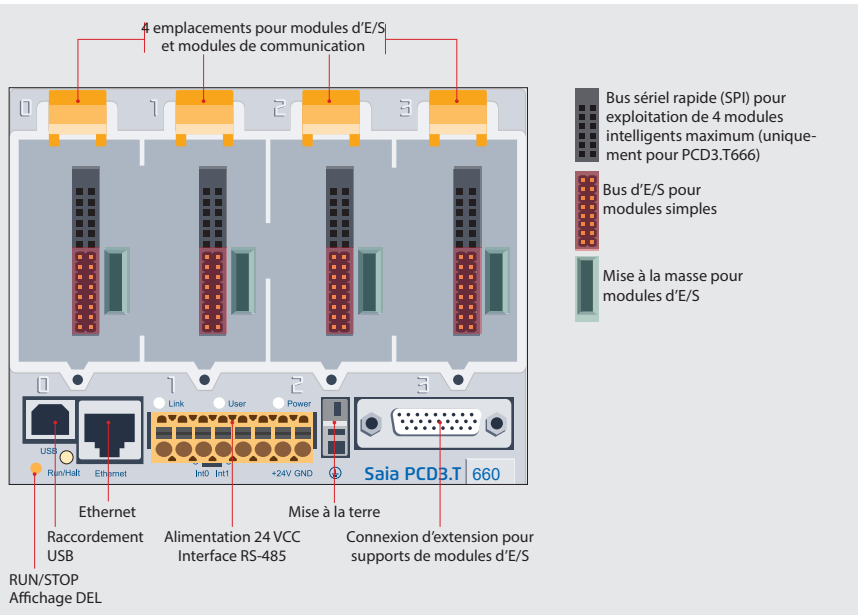 4 emplacements pour modules d'E/S
et modules de communication
0 1 2 3
Bus sériel rapide (SPI) pour
exploitation de 4 modules
intelligents maximum (unique-
ment pour PCD3.T666)
Bus d'E/S pour
modules simples
Mise à la masse pour
modules d'E/S
0 1 2 3
Link User Power
USB
Run/Halt Ethernet Int0 Int1 +24V GND
Saia PCD3.T 660
Ethernet
Mise à la terre
Raccordement
USB
Alimentation 24 VCC
Interface RS-485
Connexion d'extension pour
supports de modules d'E/S
RUN/STOP
Affichage DEL